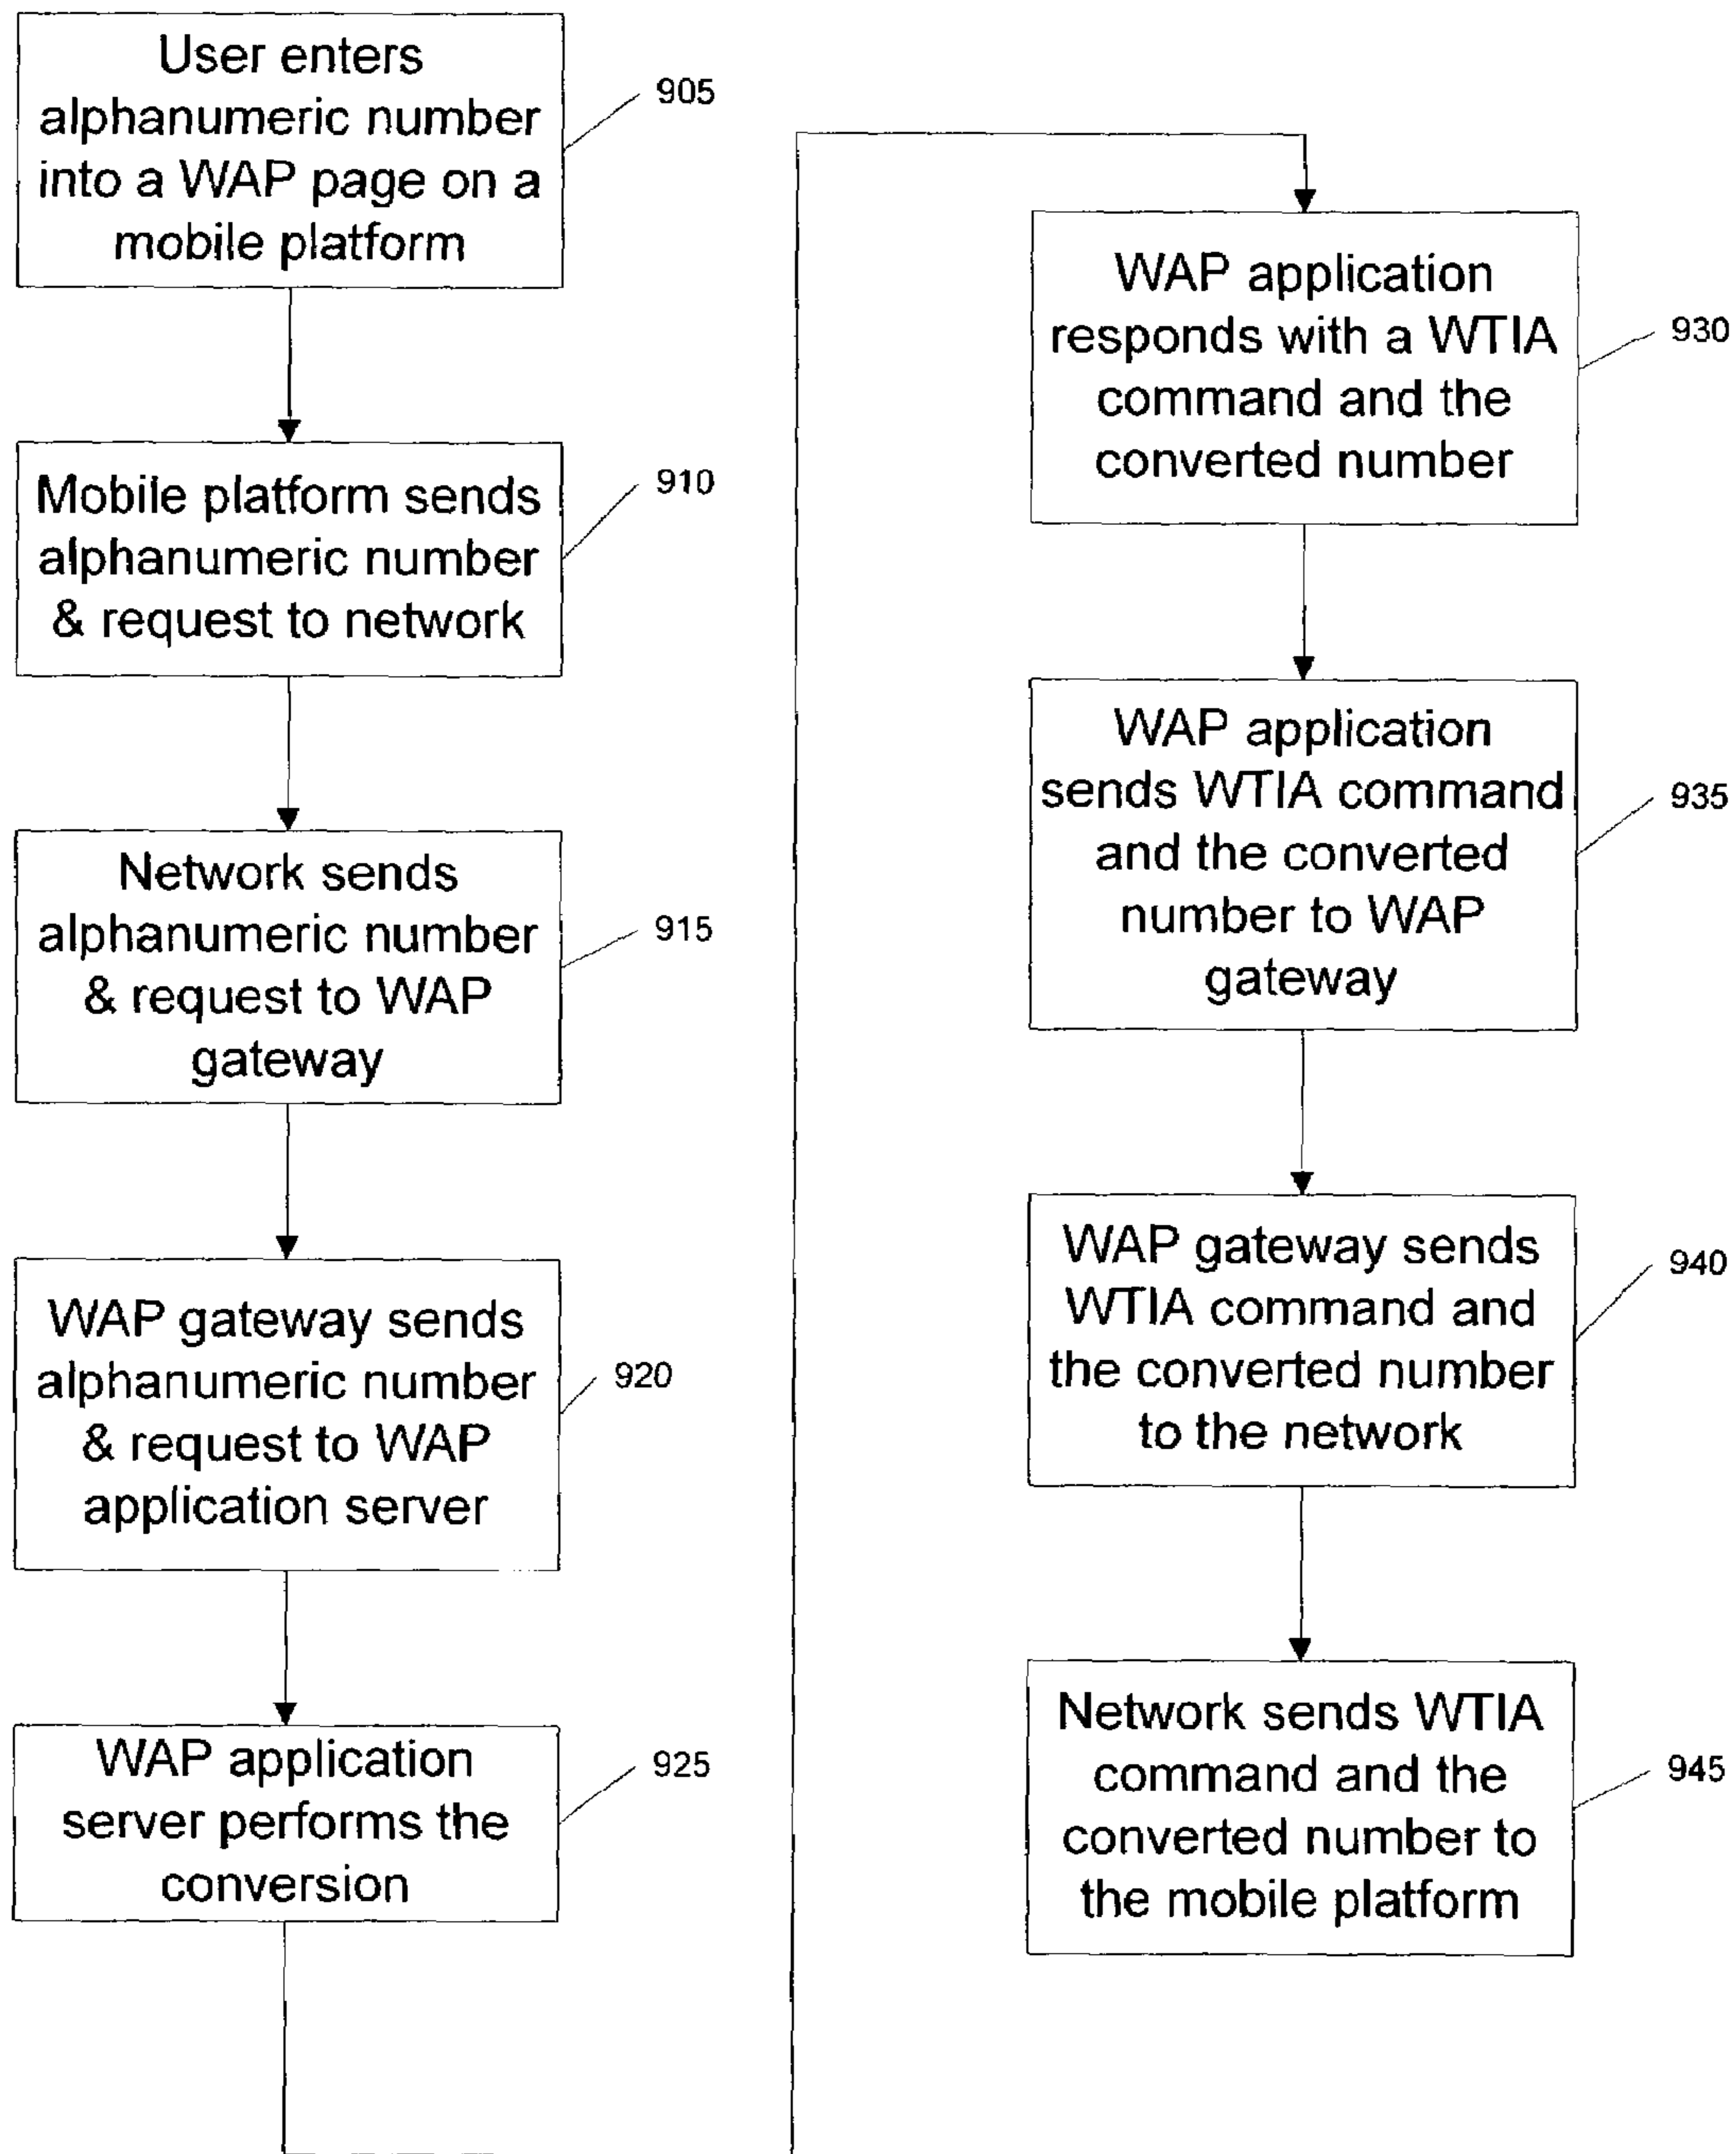 User enters
alphanumeric number
into a WAP page on a
mobile platform
905
Mobile platform sends
alphanumeric number
& request to network
910
Network sends
alphanumeric number
& request to WAP
gateway
915
WAP gateway sends
alphanumeric number
& request to WAP
application server
920
WAP application
server performs the
conversion
925
WAP application
responds with a WTIA
command and the
converted number
930
WAP application
sends WTIA command
and the converted
number to WAP
gateway
935
WAP gateway sends
WTIA command and
the converted number
to the network
940
Network sends WTIA
command and the
converted number to
the mobile platform
945